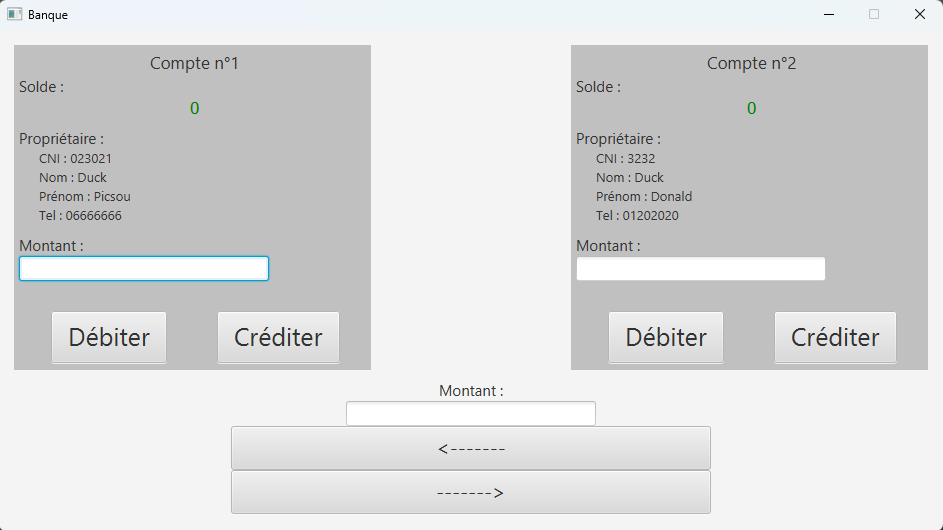 Banque
Compte n°1
Solde :
0
Propriétaire :
CNI : 023021
Nom : Duck
Prénom : Picsou
Tel : 06666666
Montant :
Débiter
Créditer
Compte n°2
Solde :
0
Propriétaire :
CNI : 3232
Nom : Duck
Prénom : Donald
Tel : 01202020
Montant :
Débiter
Créditer
Montant :
<-------
------->